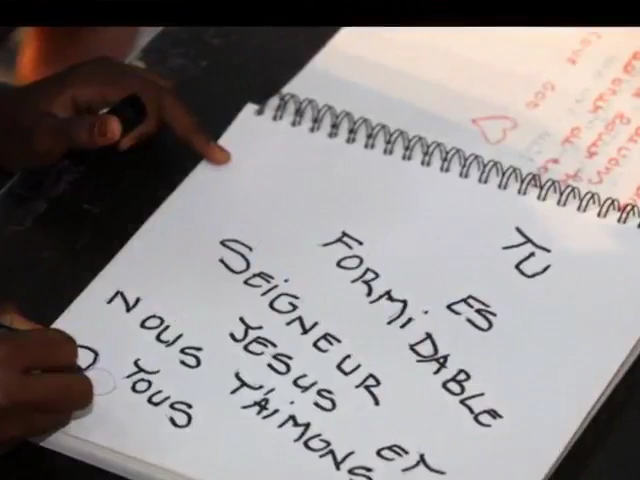 TU
ES
FORMiDABLE
SEiGNEUR
JESUS ET
NOUS T'AiMONS
TOUS